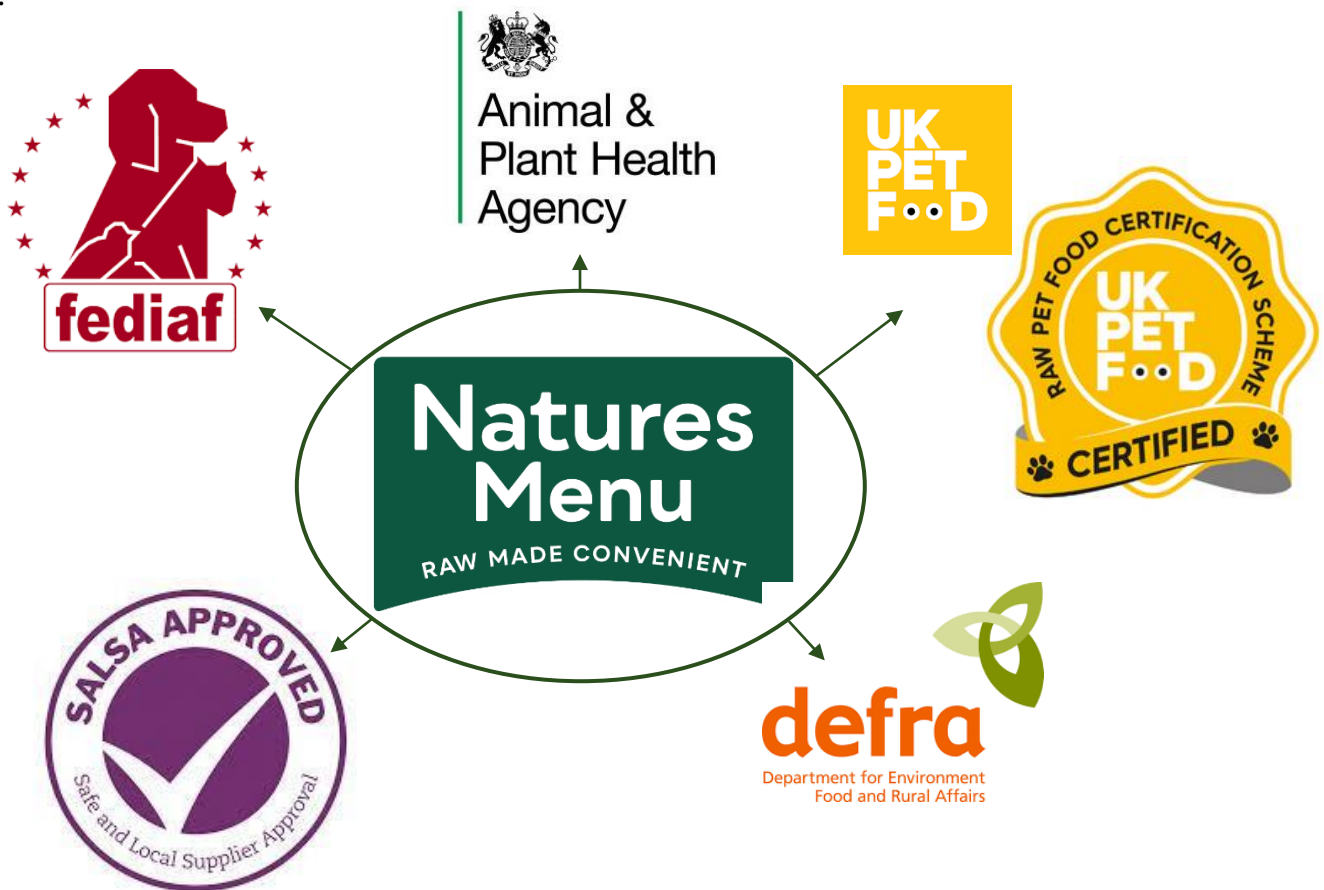 Animal &
Plant Health
Agency
UK
PET
FOOD
fediaf
RAW PET FOOD CERTIFICATION SCHEME
UK
PET
FOOD
CERTIFIED
Natures
Menu
RAW MADE CONVENIENT
SALSA APPROVED
Safe and Local Supplier Approval
defra
Department for Environment
Food and Rural Affairs